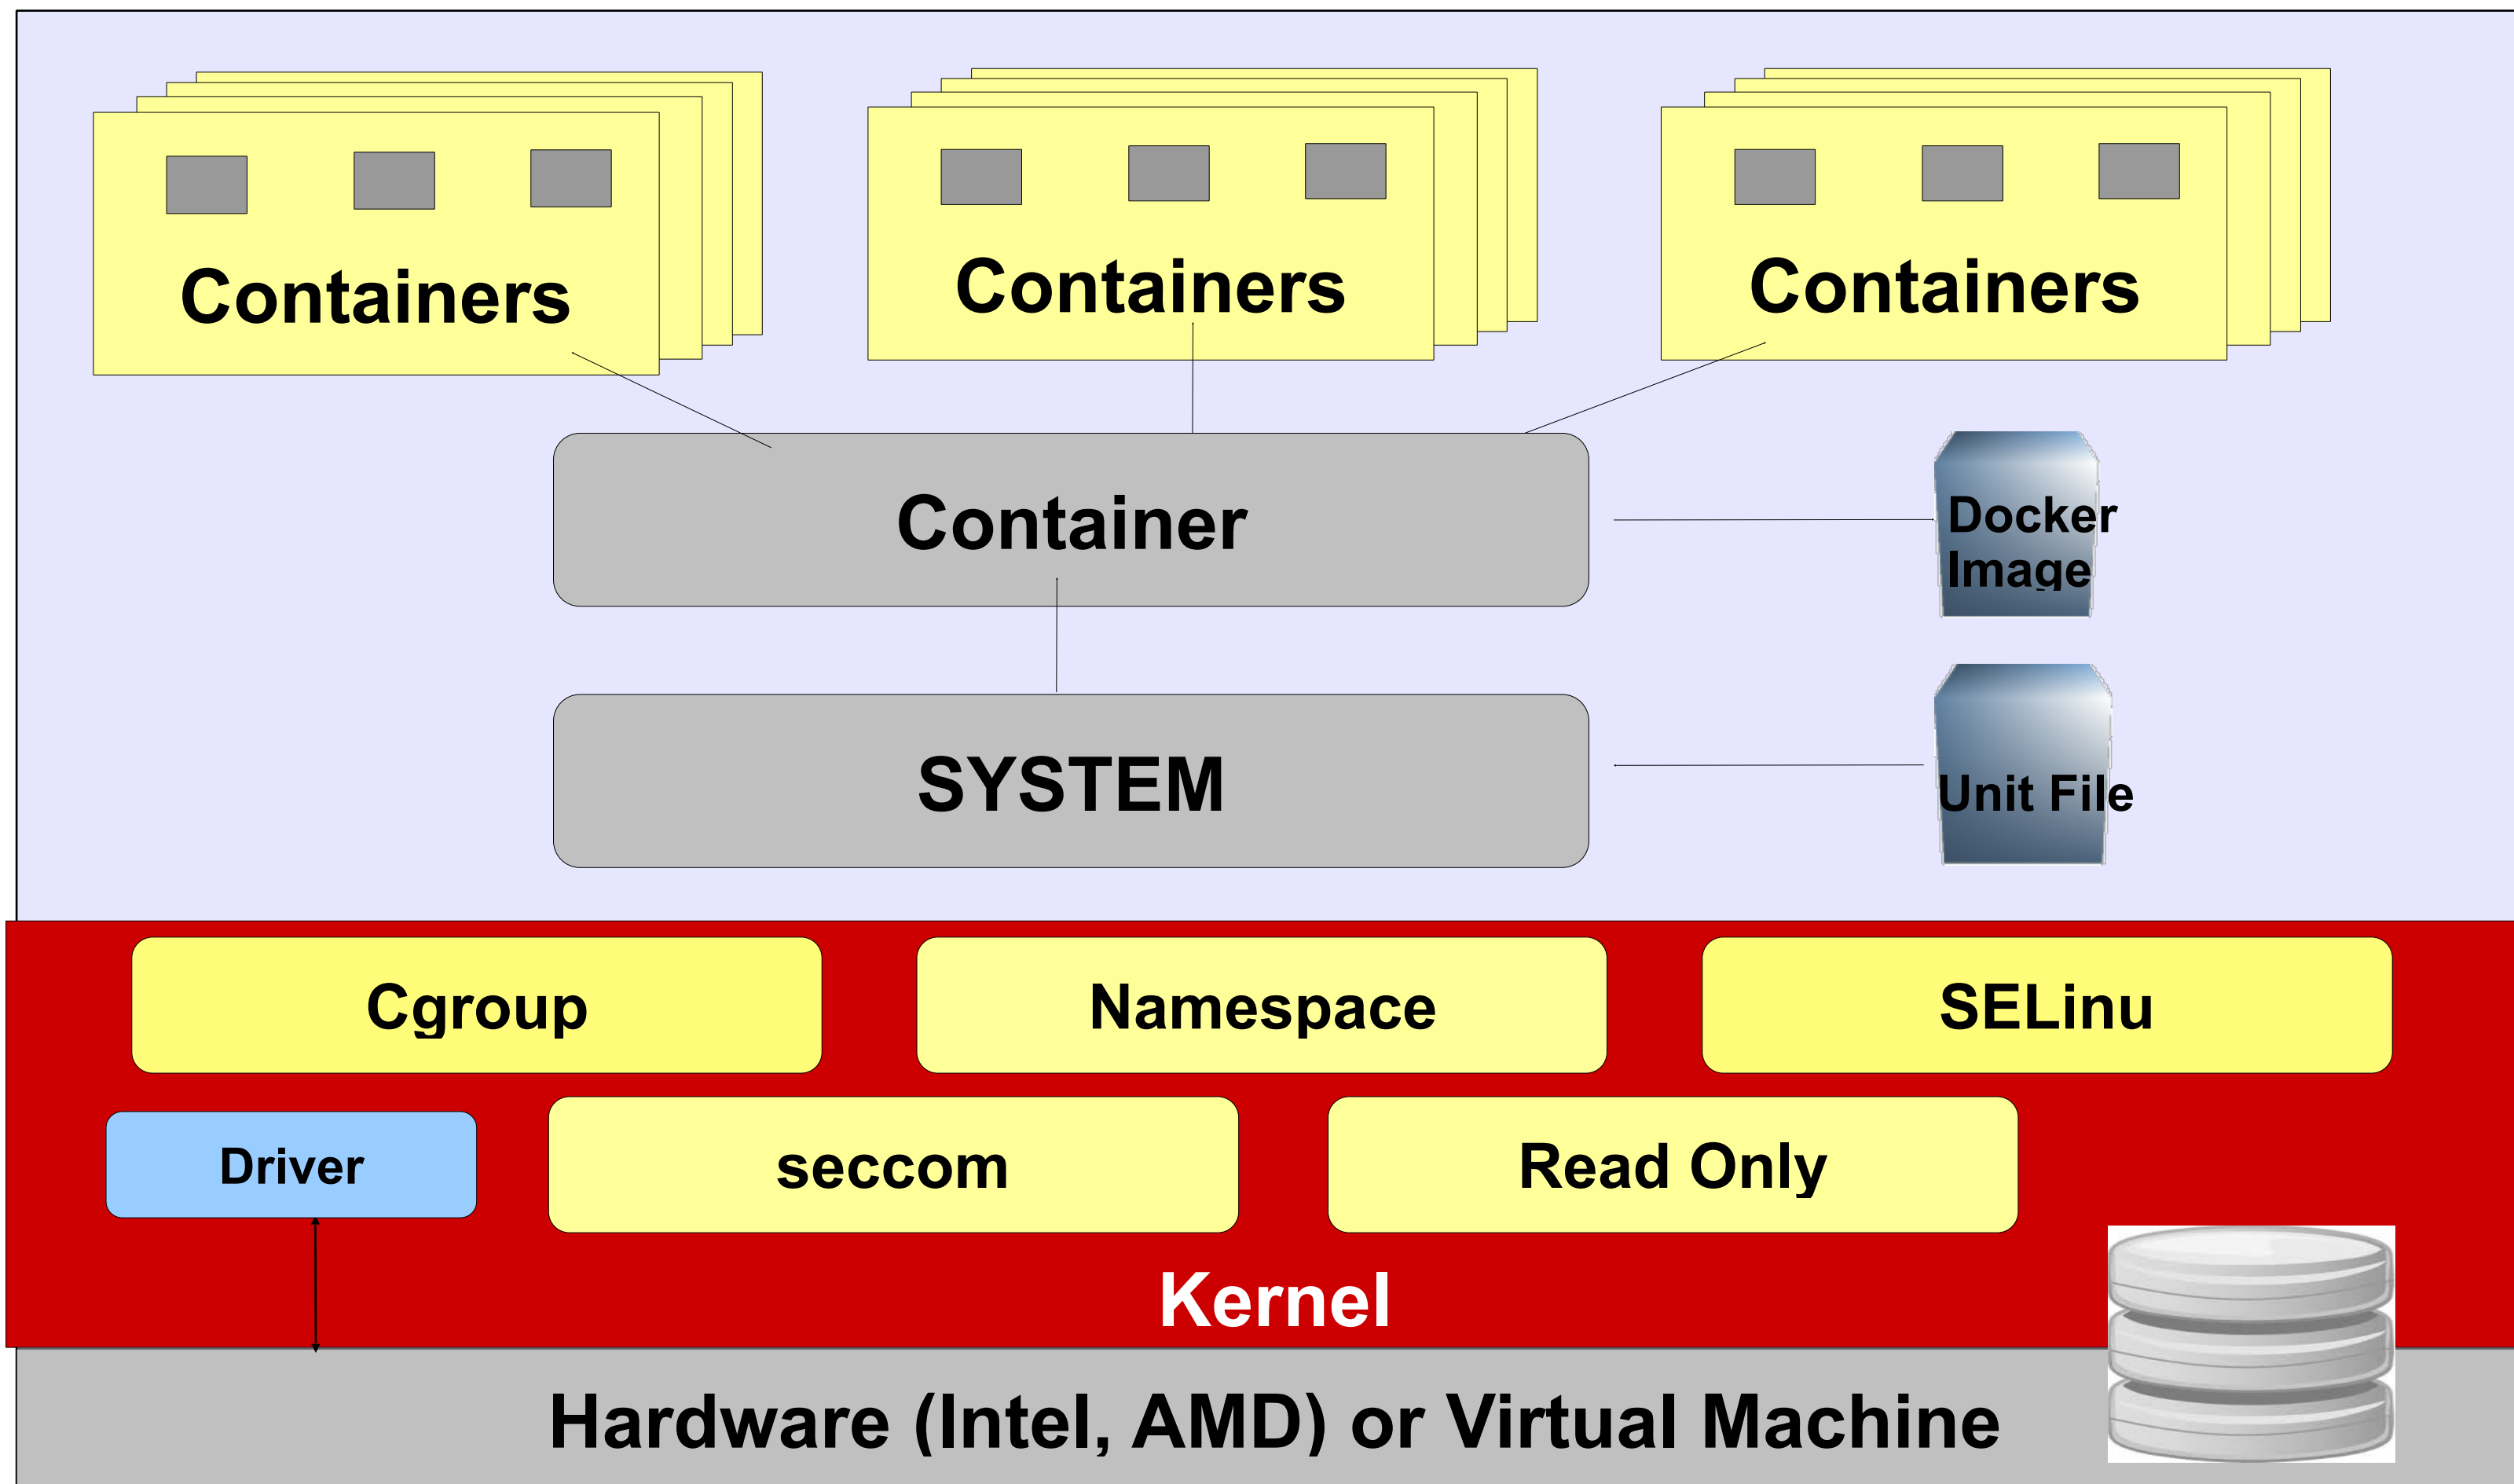 Containers
Containers
Containers
Container
Docker
Image
SYSTEM
Unit File
Cgroup
Namespace
SELinu
Driver
seccom
Read Only
Kernel
Hardware (Intel, AMD) or Virtual Machine